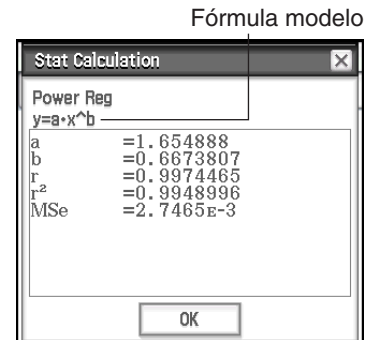 Fórmula modelo
Stat Calculation
Power Reg
y=a·x^b
a =1.654888
b =0.6673807
r =0.9974465
r² =0.9948996
MSe =2.7465E-3
OK